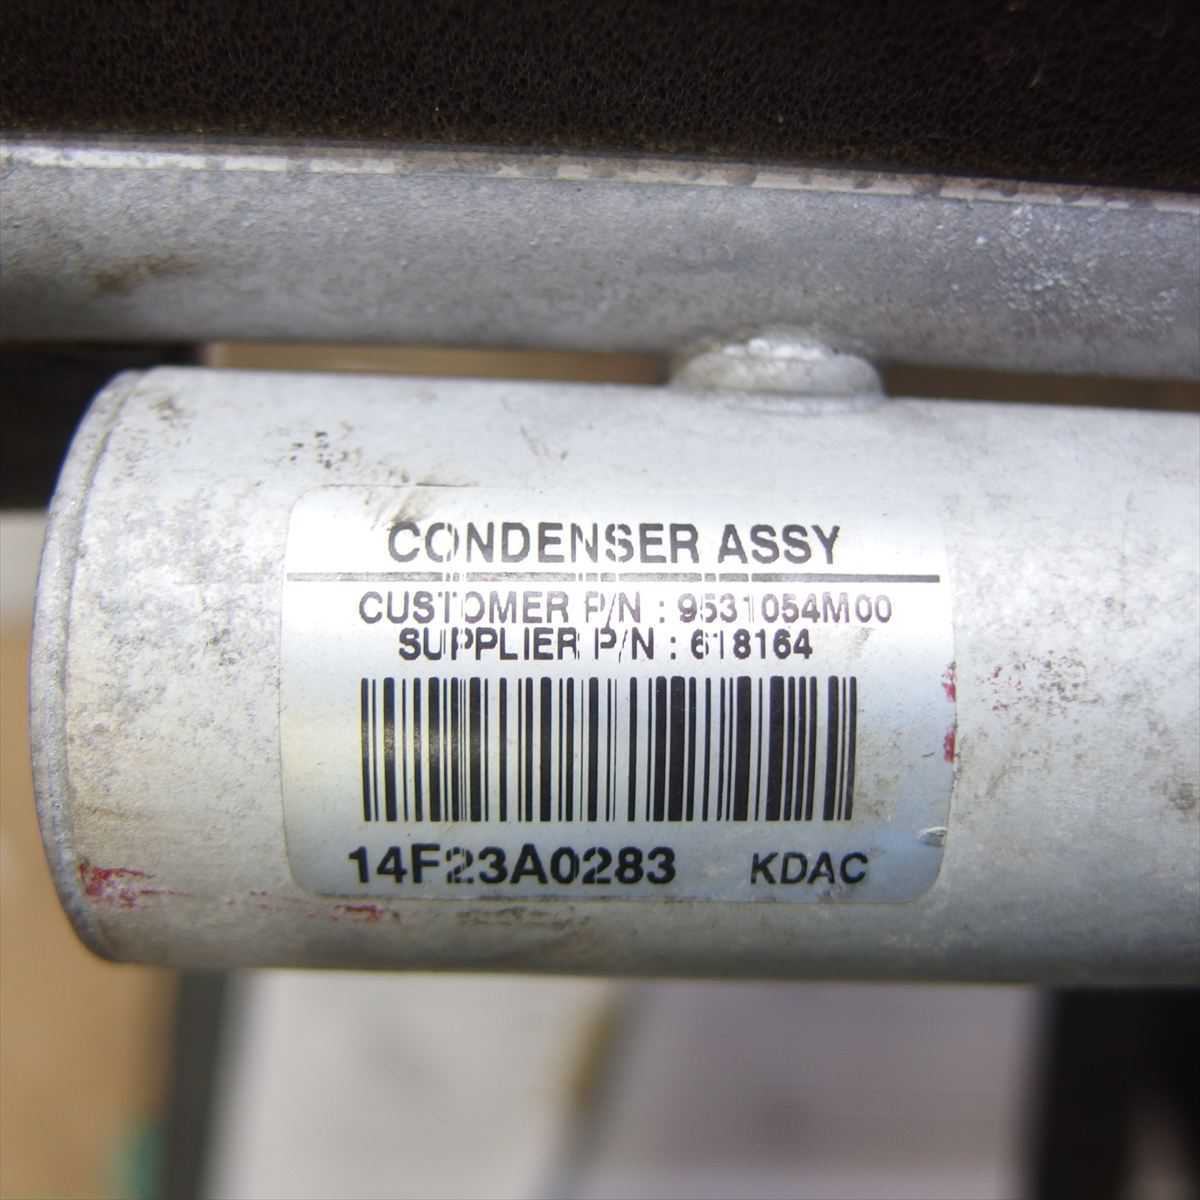 CONDENSER ASSY
CUSTOMER P/N : 9531054M00
SUPPLIER P/N : 618164
14F23A0283 KDAC